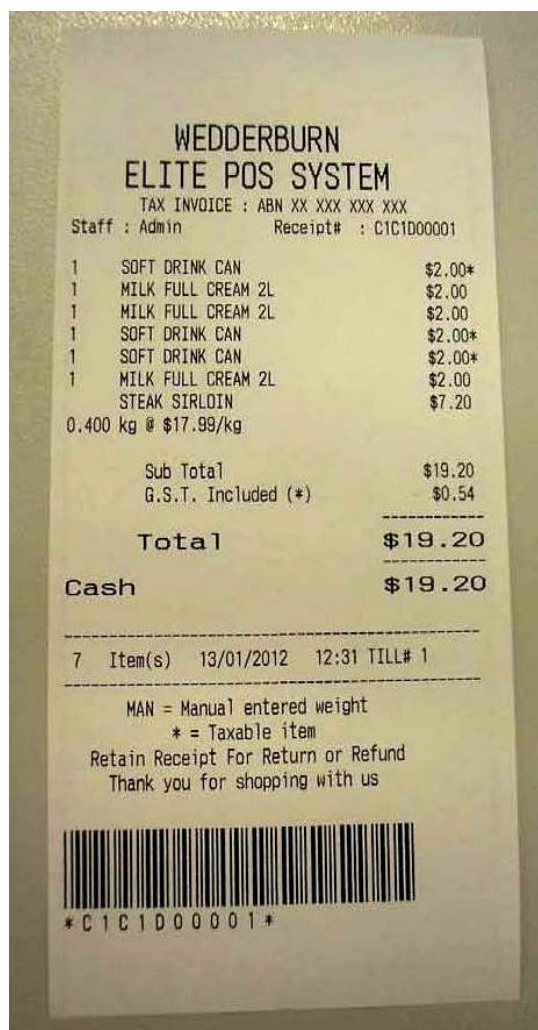 WEDDERBURN
ELITE POS SYSTEM
TAX INVOICE : ABN XX XXX XXX XXX
Staff : Admin Receipt# : C1C1D00001
1 SOFT DRINK CAN $2.00*
1 MILK FULL CREAM 2L $2.00
1 MILK FULL CREAM 2L $2.00
1 SOFT DRINK CAN $2.00*
1 SOFT DRINK CAN $2.00*
1 MILK FULL CREAM 2L $2.00
STEAK SIRLOIN $7.20
0.400 kg @ $17.99/kg
Sub Total $19.20
G.S.T. Included (*) $0.54
Total $19.20
Cash $19.20
7 Item(s) 13/01/2012 12:31 TILL# 1
MAN = Manual entered weight
* = Taxable item
Retain Receipt For Return or Refund
Thank you for shopping with us
*C1C1D00001*